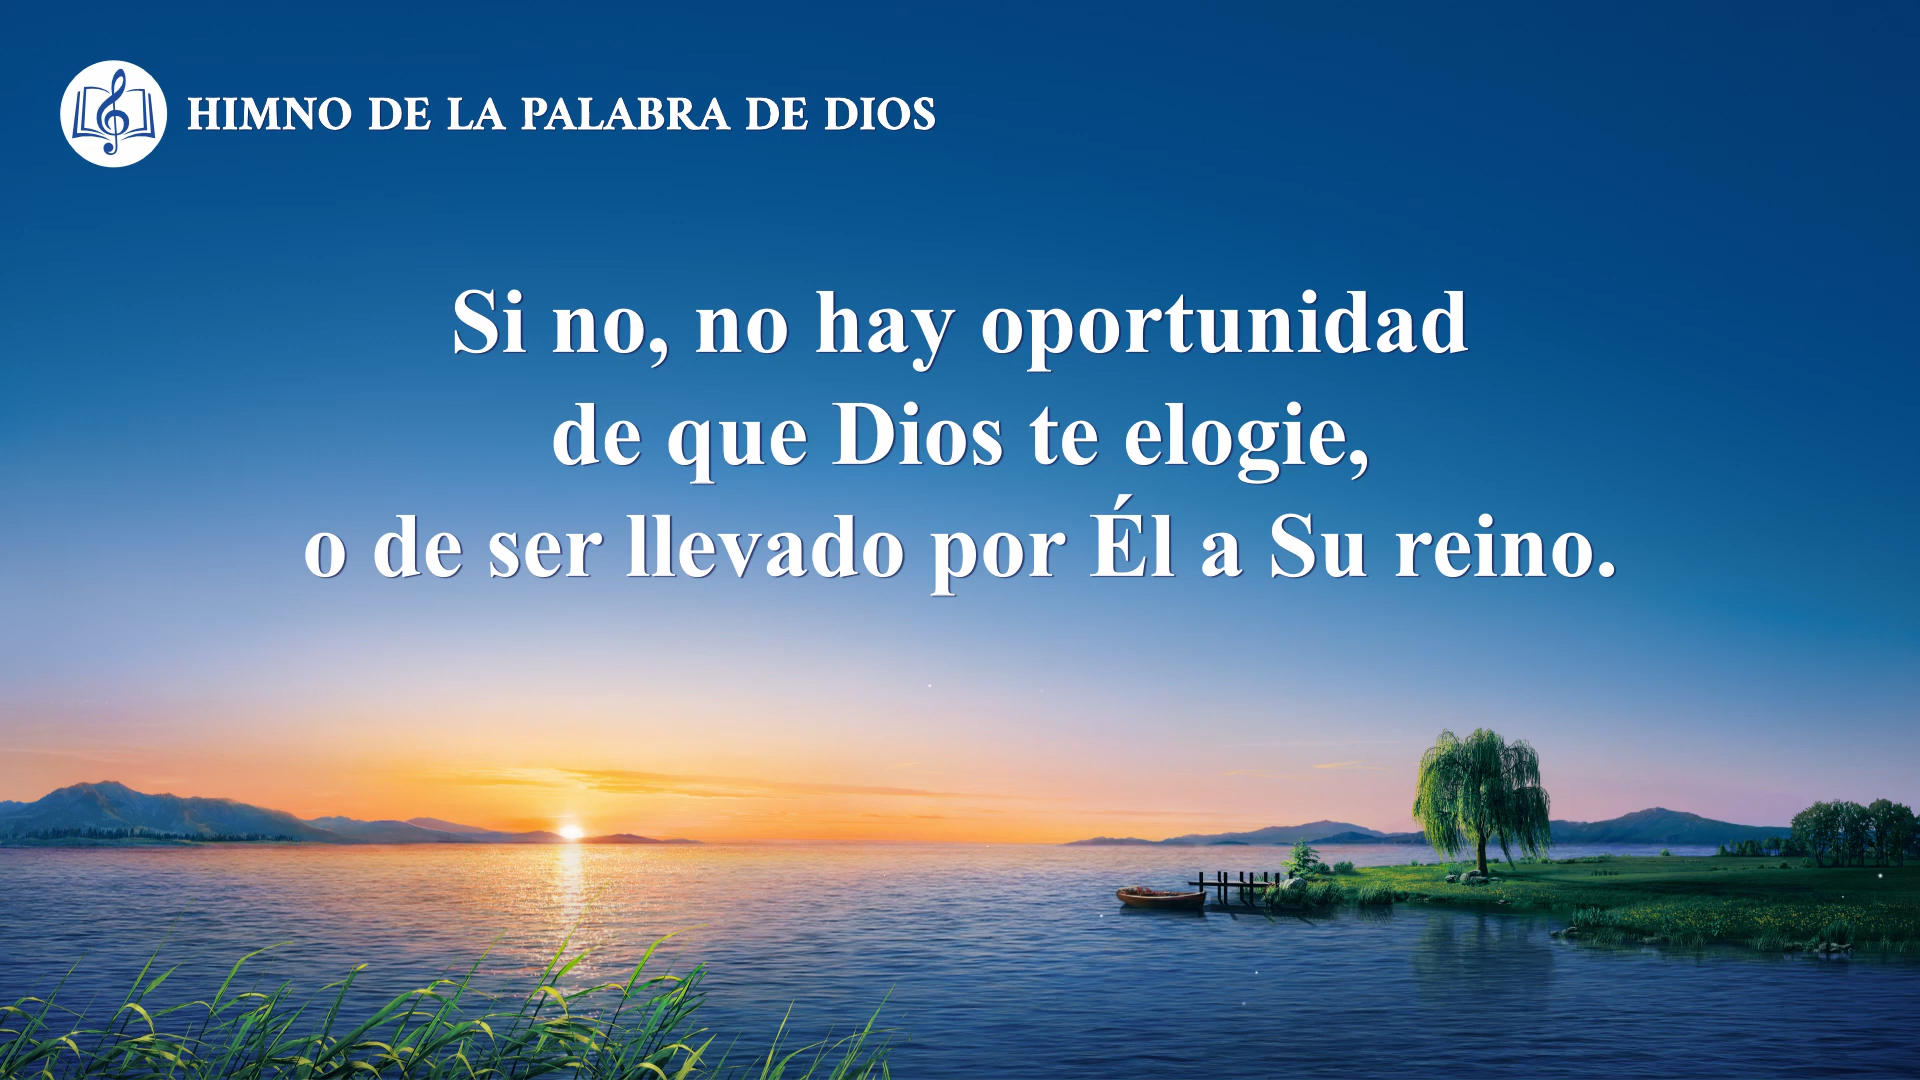 HIMNO DE LA PALABRA DE DIOS
Si no, no hay oportunidad
de que Dios te elogie,
o de ser llevado por Él a Su reino.